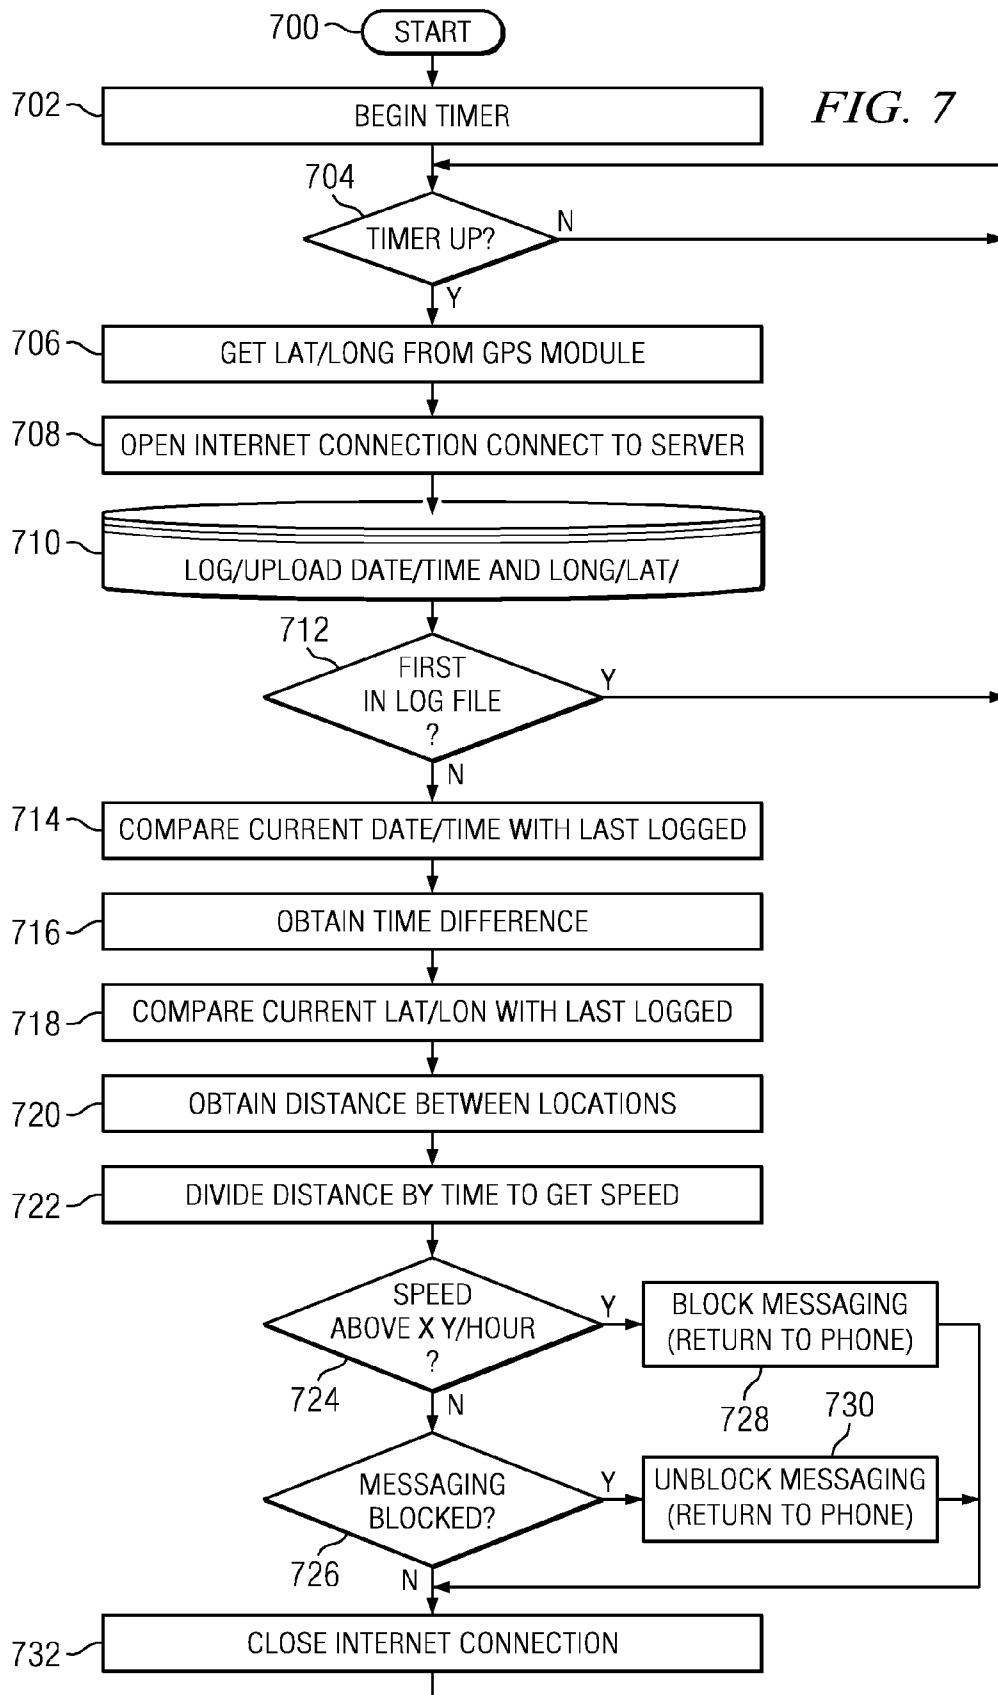 700
START
702
BEGIN TIMER
FIG. 7
704
TIMER UP?
N
Y
706
GET LAT/LONG FROM GPS MODULE
708
OPEN INTERNET CONNECTION CONNECT TO SERVER
710
LOG/UPLOAD DATE/TIME AND LONG/LAT/
712
FIRST
IN LOG FILE
?
Y
N
714
COMPARE CURRENT DATE/TIME WITH LAST LOGGED
716
OBTAIN TIME DIFFERENCE
718
COMPARE CURRENT LAT/LON WITH LAST LOGGED
720
OBTAIN DISTANCE BETWEEN LOCATIONS
722
DIVIDE DISTANCE BY TIME TO GET SPEED
SPEED
ABOVE X Y/HOUR
?
724
Y
N
BLOCK MESSAGING
(RETURN TO PHONE)
728
730
MESSAGING
BLOCKED?
726
Y
N
UNBLOCK MESSAGING
(RETURN TO PHONE)
732
CLOSE INTERNET CONNECTION